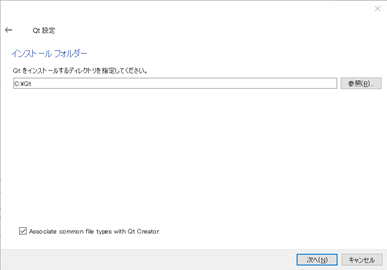 Qt 設定
インストール フォルダー
Qt をインストールするディレクトリを指定してください。
C:¥Qt
参照(R)...
Associate common file types with Qt Creator.
次へ(N)
キャンセル